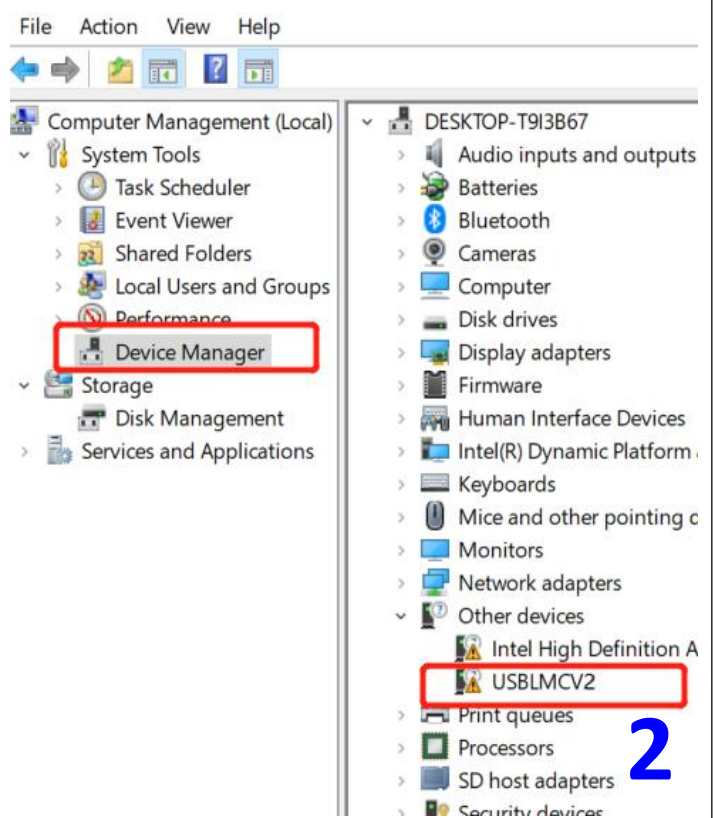 File Action View Help
Computer Management (Local)
System Tools
Task Scheduler
Event Viewer
Shared Folders
Local Users and Groups
Performance
Device Manager
Storage
Disk Management
Services and Applications
DESKTOP-T9I3B67
Audio inputs and outputs
Batteries
Bluetooth
Cameras
Computer
Disk drives
Display adapters
Firmware
Human Interface Devices
Intel(R) Dynamic Platform
Keyboards
Mice and other pointing d
Monitors
Network adapters
Other devices
Intel High Definition A
USBLMCV2
Print queues
2
Processors
SD host adapters
Security devices